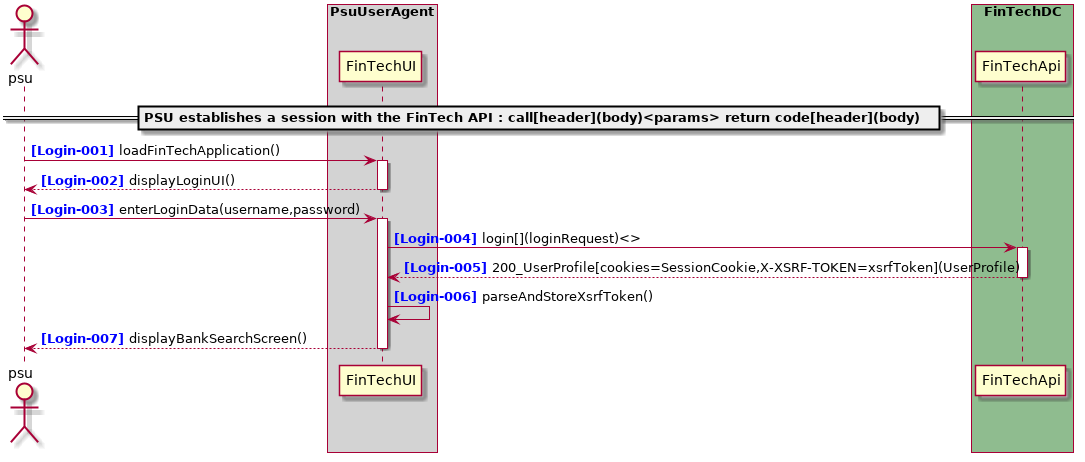 PsuUserAgent
FinTechDC
psu
FinTechUI
FinTechApi
PSU establishes a session with the FinTech API : call[header](body)<params> return code[header](body)
[Login-001] loadFinTechApplication()
[Login-002] displayLoginUI()
[Login-003] enterLoginData(username,password)
[Login-004] login[](loginRequest)<>
[Login-005] 200_UserProfile[cookies=SessionCookie,X-XSRF-TOKEN=xsrfToken](UserProfile)
[Login-006] parseAndStoreXsrfToken()
[Login-007] displayBankSearchScreen()
psu
FinTechUI
FinTechApi